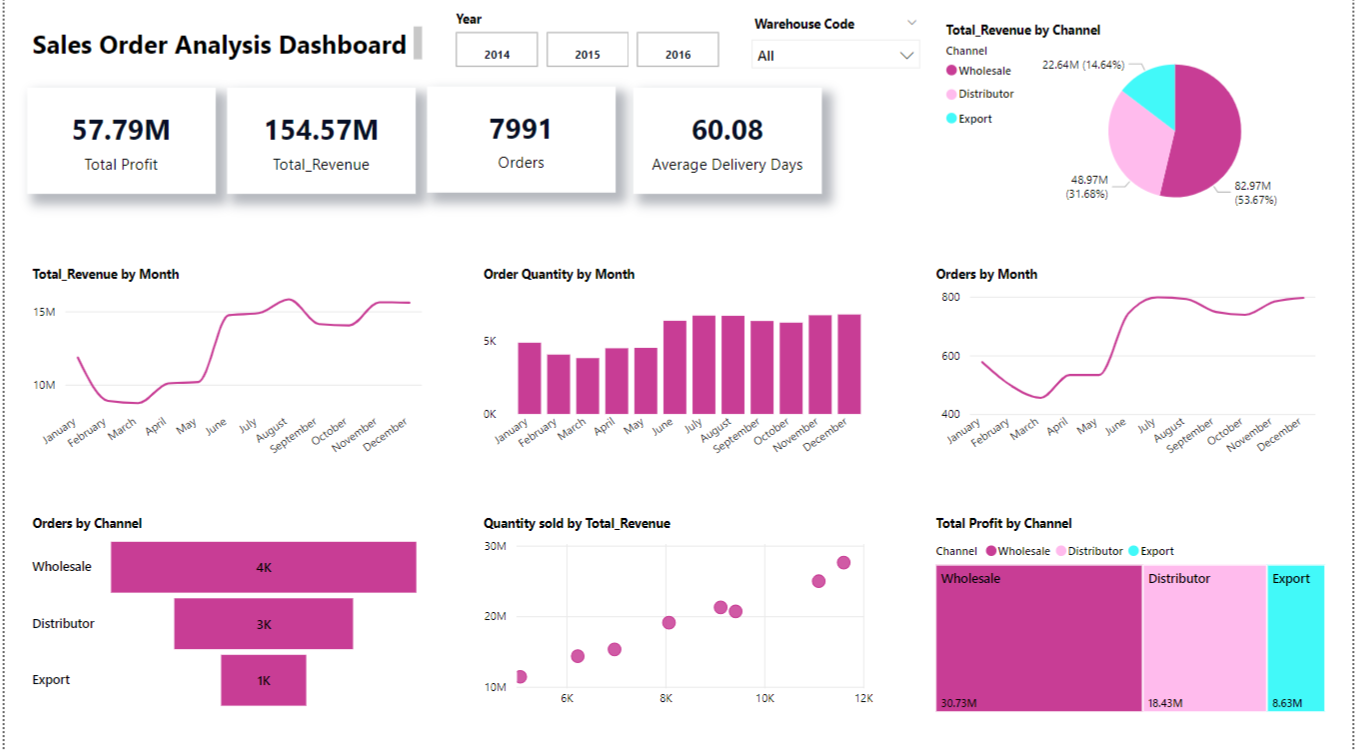 Sales Order Analysis Dashboard
Year
2014
2015
2016
Warehouse Code
All
57.79M
Total Profit
154.57M
Total_Revenue
7991
Orders
60.08
Average Delivery Days
Total_Revenue by Channel
Channel
Wholesale
Distributor
Export
22.64M (14.64%)
48.97M
(31.68%)
82.97M
(53.67%)
Total_Revenue by Month
15M
10M
January
February
March
April
May
June
July
August
September
October
November
December
Order Quantity by Month
5K
0K
January
February
March
April
May
June
July
August
September
October
November
December
Orders by Month
800
600
400
January
February
March
April
May
June
July
August
September
October
November
December
Orders by Channel
Wholesale
4K
Distributor
3K
Export
1K
Quantity sold by Total_Revenue
30M
20M
10M
6K
8K
10K
12K
Total Profit by Channel
Channel Wholesale Distributor Export
Wholesale
30.73M
Distributor
18.43M
Export
8.63M